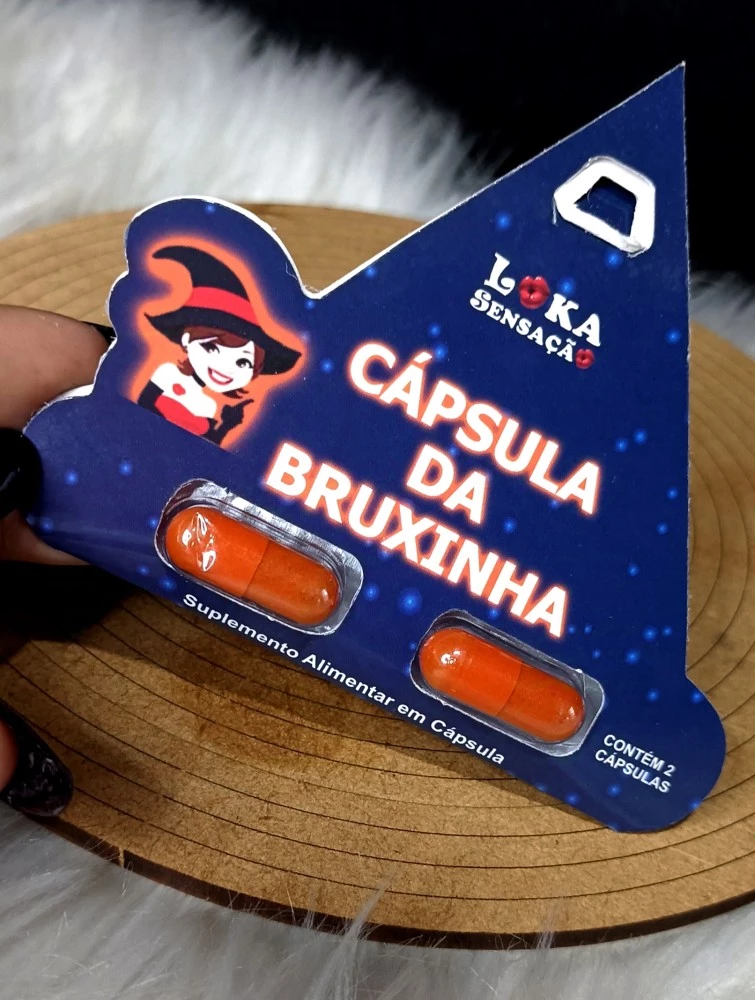 LOKA
SENSAÇÃO
CÁPSULA
DA
BRUXINHA
Suplemento Alimentar em Cápsula
CONTÉM 2
CÁPSULAS